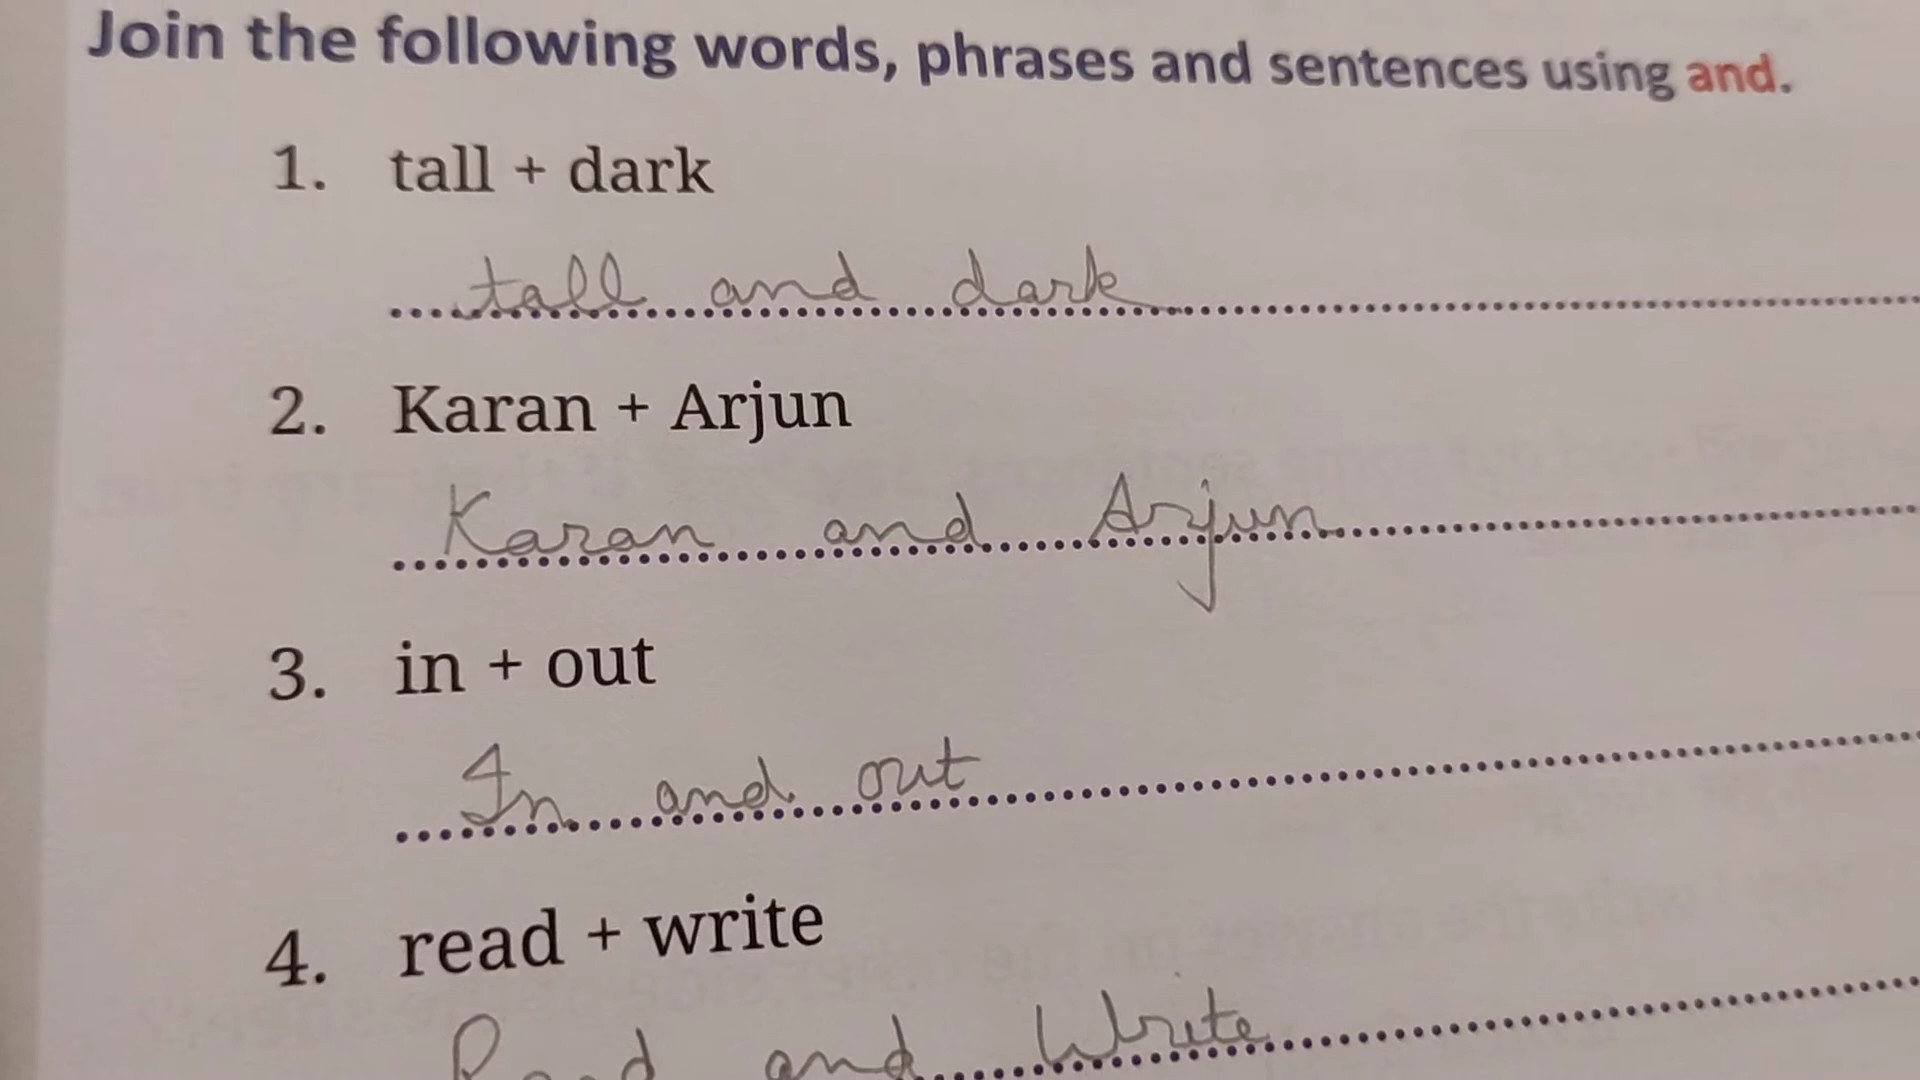 Join the following words, phrases and sentences using and.
1. tall + dark
tall and dark
2. Karan + Arjun
Karan and Arjun
3. in + out
In and out
4. read + write
Read and Write